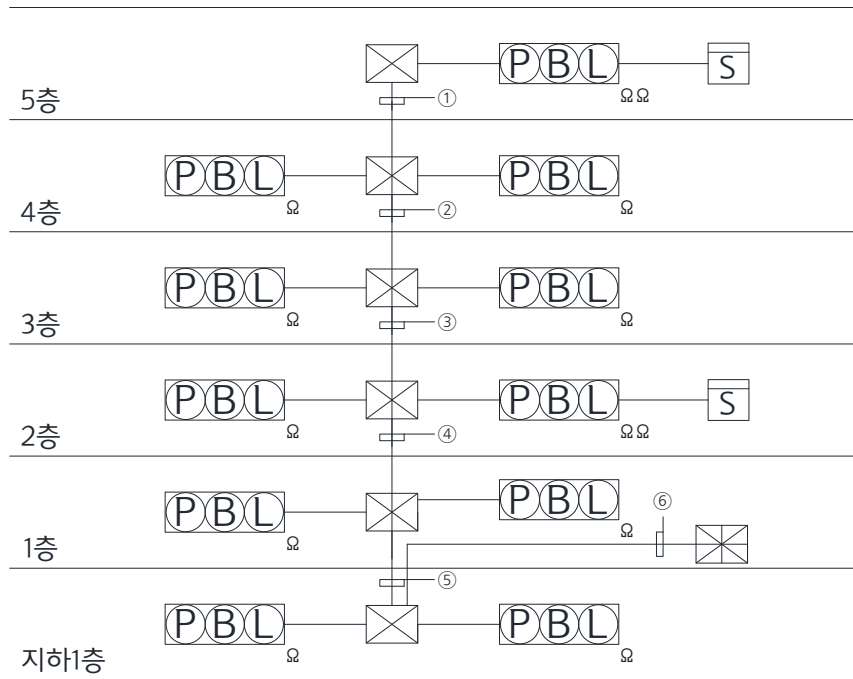 P B L S
Ω Ω
5층 ①
P B L P B L
Ω Ω
4층 ②
P B L P B L
Ω Ω
3층 ③
P B L P B L S
Ω Ω Ω
2층 ④
P B L P B L ⑥
Ω Ω
1층
⑤
P B L P B L
Ω Ω
지하1층